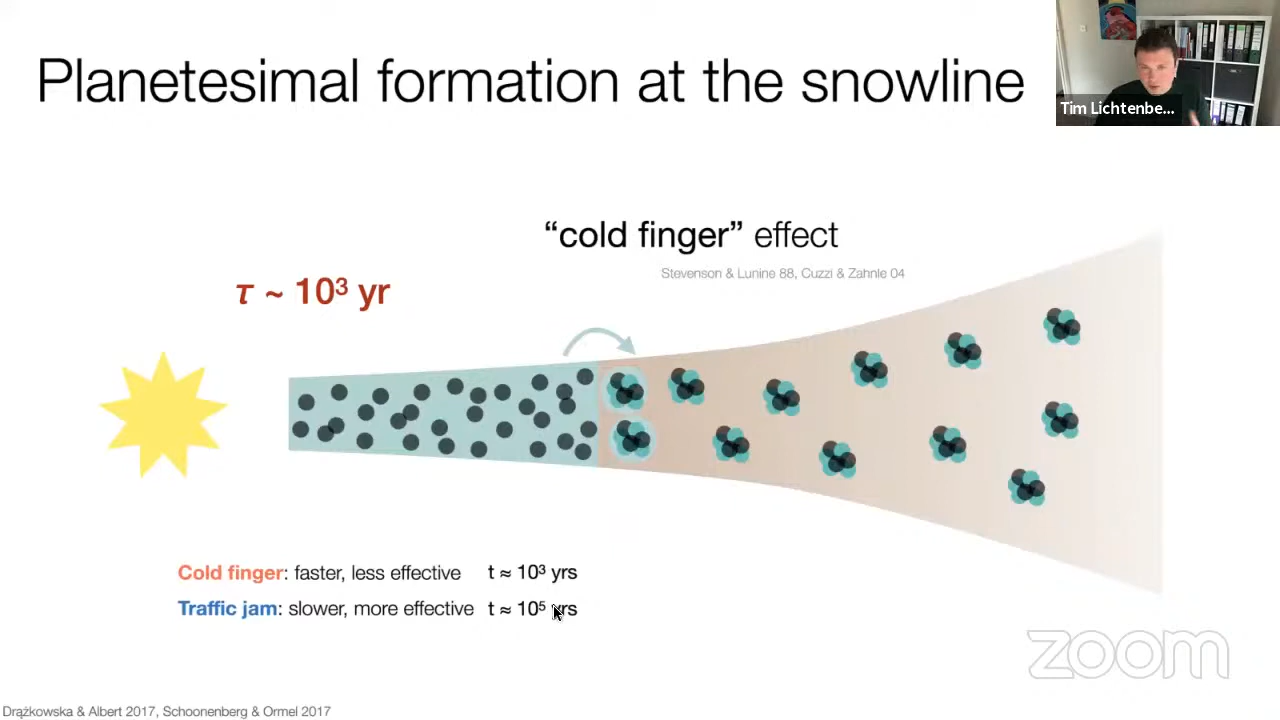 Planetesimal formation at the snowline
Tim Lichtenbe...
“cold finger” effect
Stevenson & Lunine 88, Cuzzi & Zahnle 04
τ ~ 10³ yr
Cold finger: faster, less effective t ≈ 10³ yrs
Traffic jam: slower, more effective t ≈ 10⁵ yrs
zoom
Drążkowska & Albert 2017, Schoonenberg & Ormel 2017